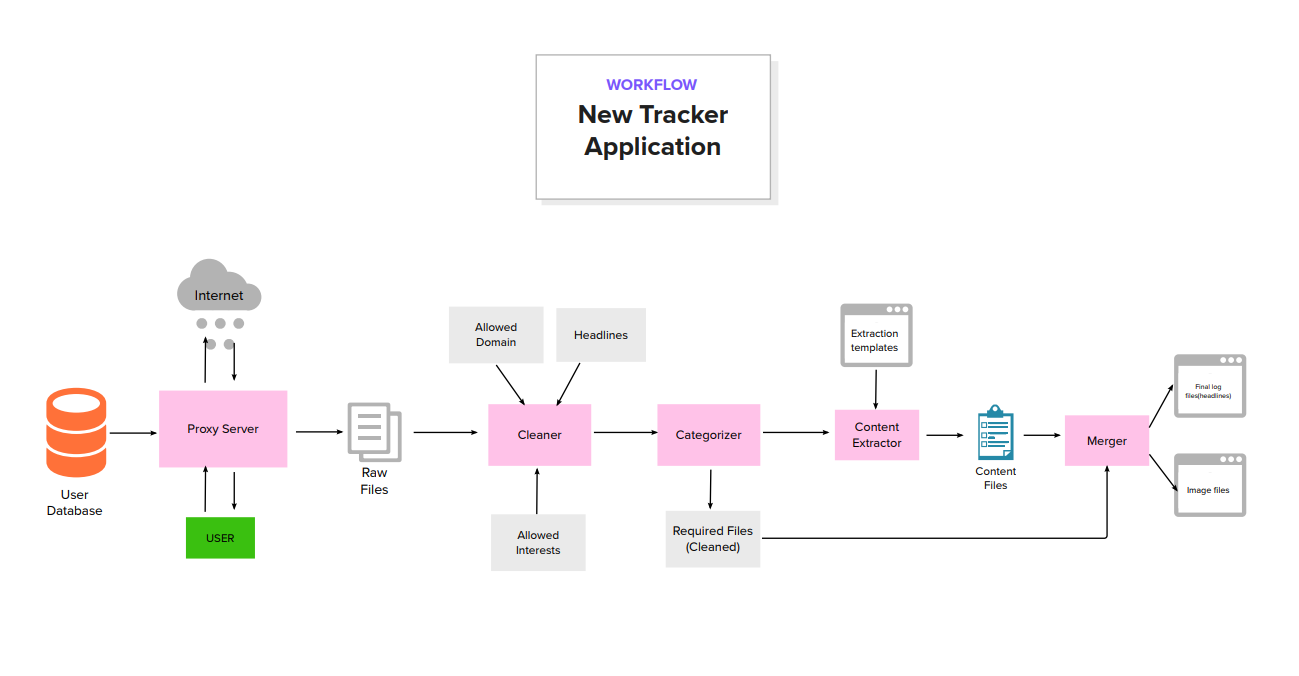 WORKFLOW
New Tracker
Application
Internet
Allowed
Domain
Headlines
Extraction
templates
Final log
files(headlines)
Proxy Server
Cleaner
Categorizer
Content
Extractor
Merger
Raw
Files
Content
Files
User
Database
Image files
USER
Allowed
Interests
Required Files
(Cleaned)